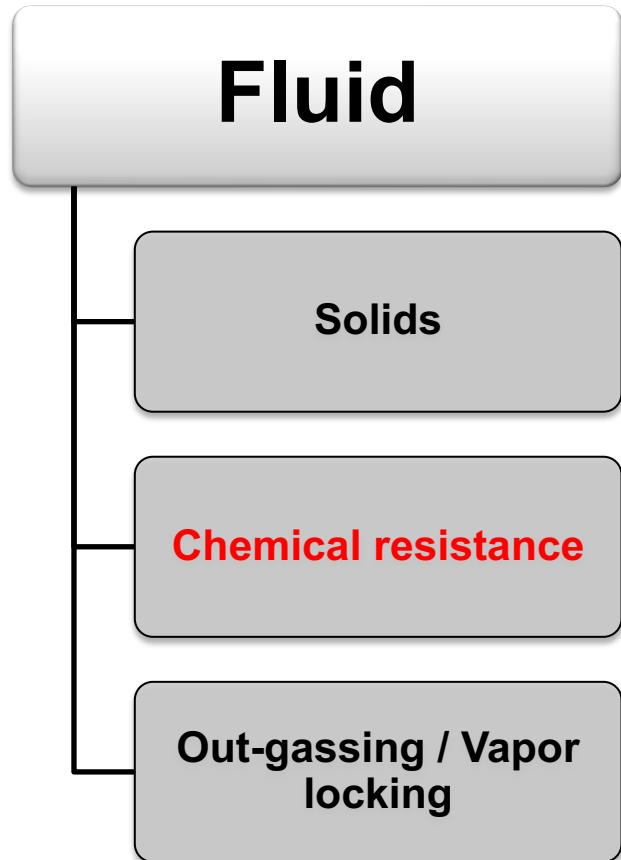 Fluid
Solids
Chemical resistance
Out-gassing / Vapor
locking